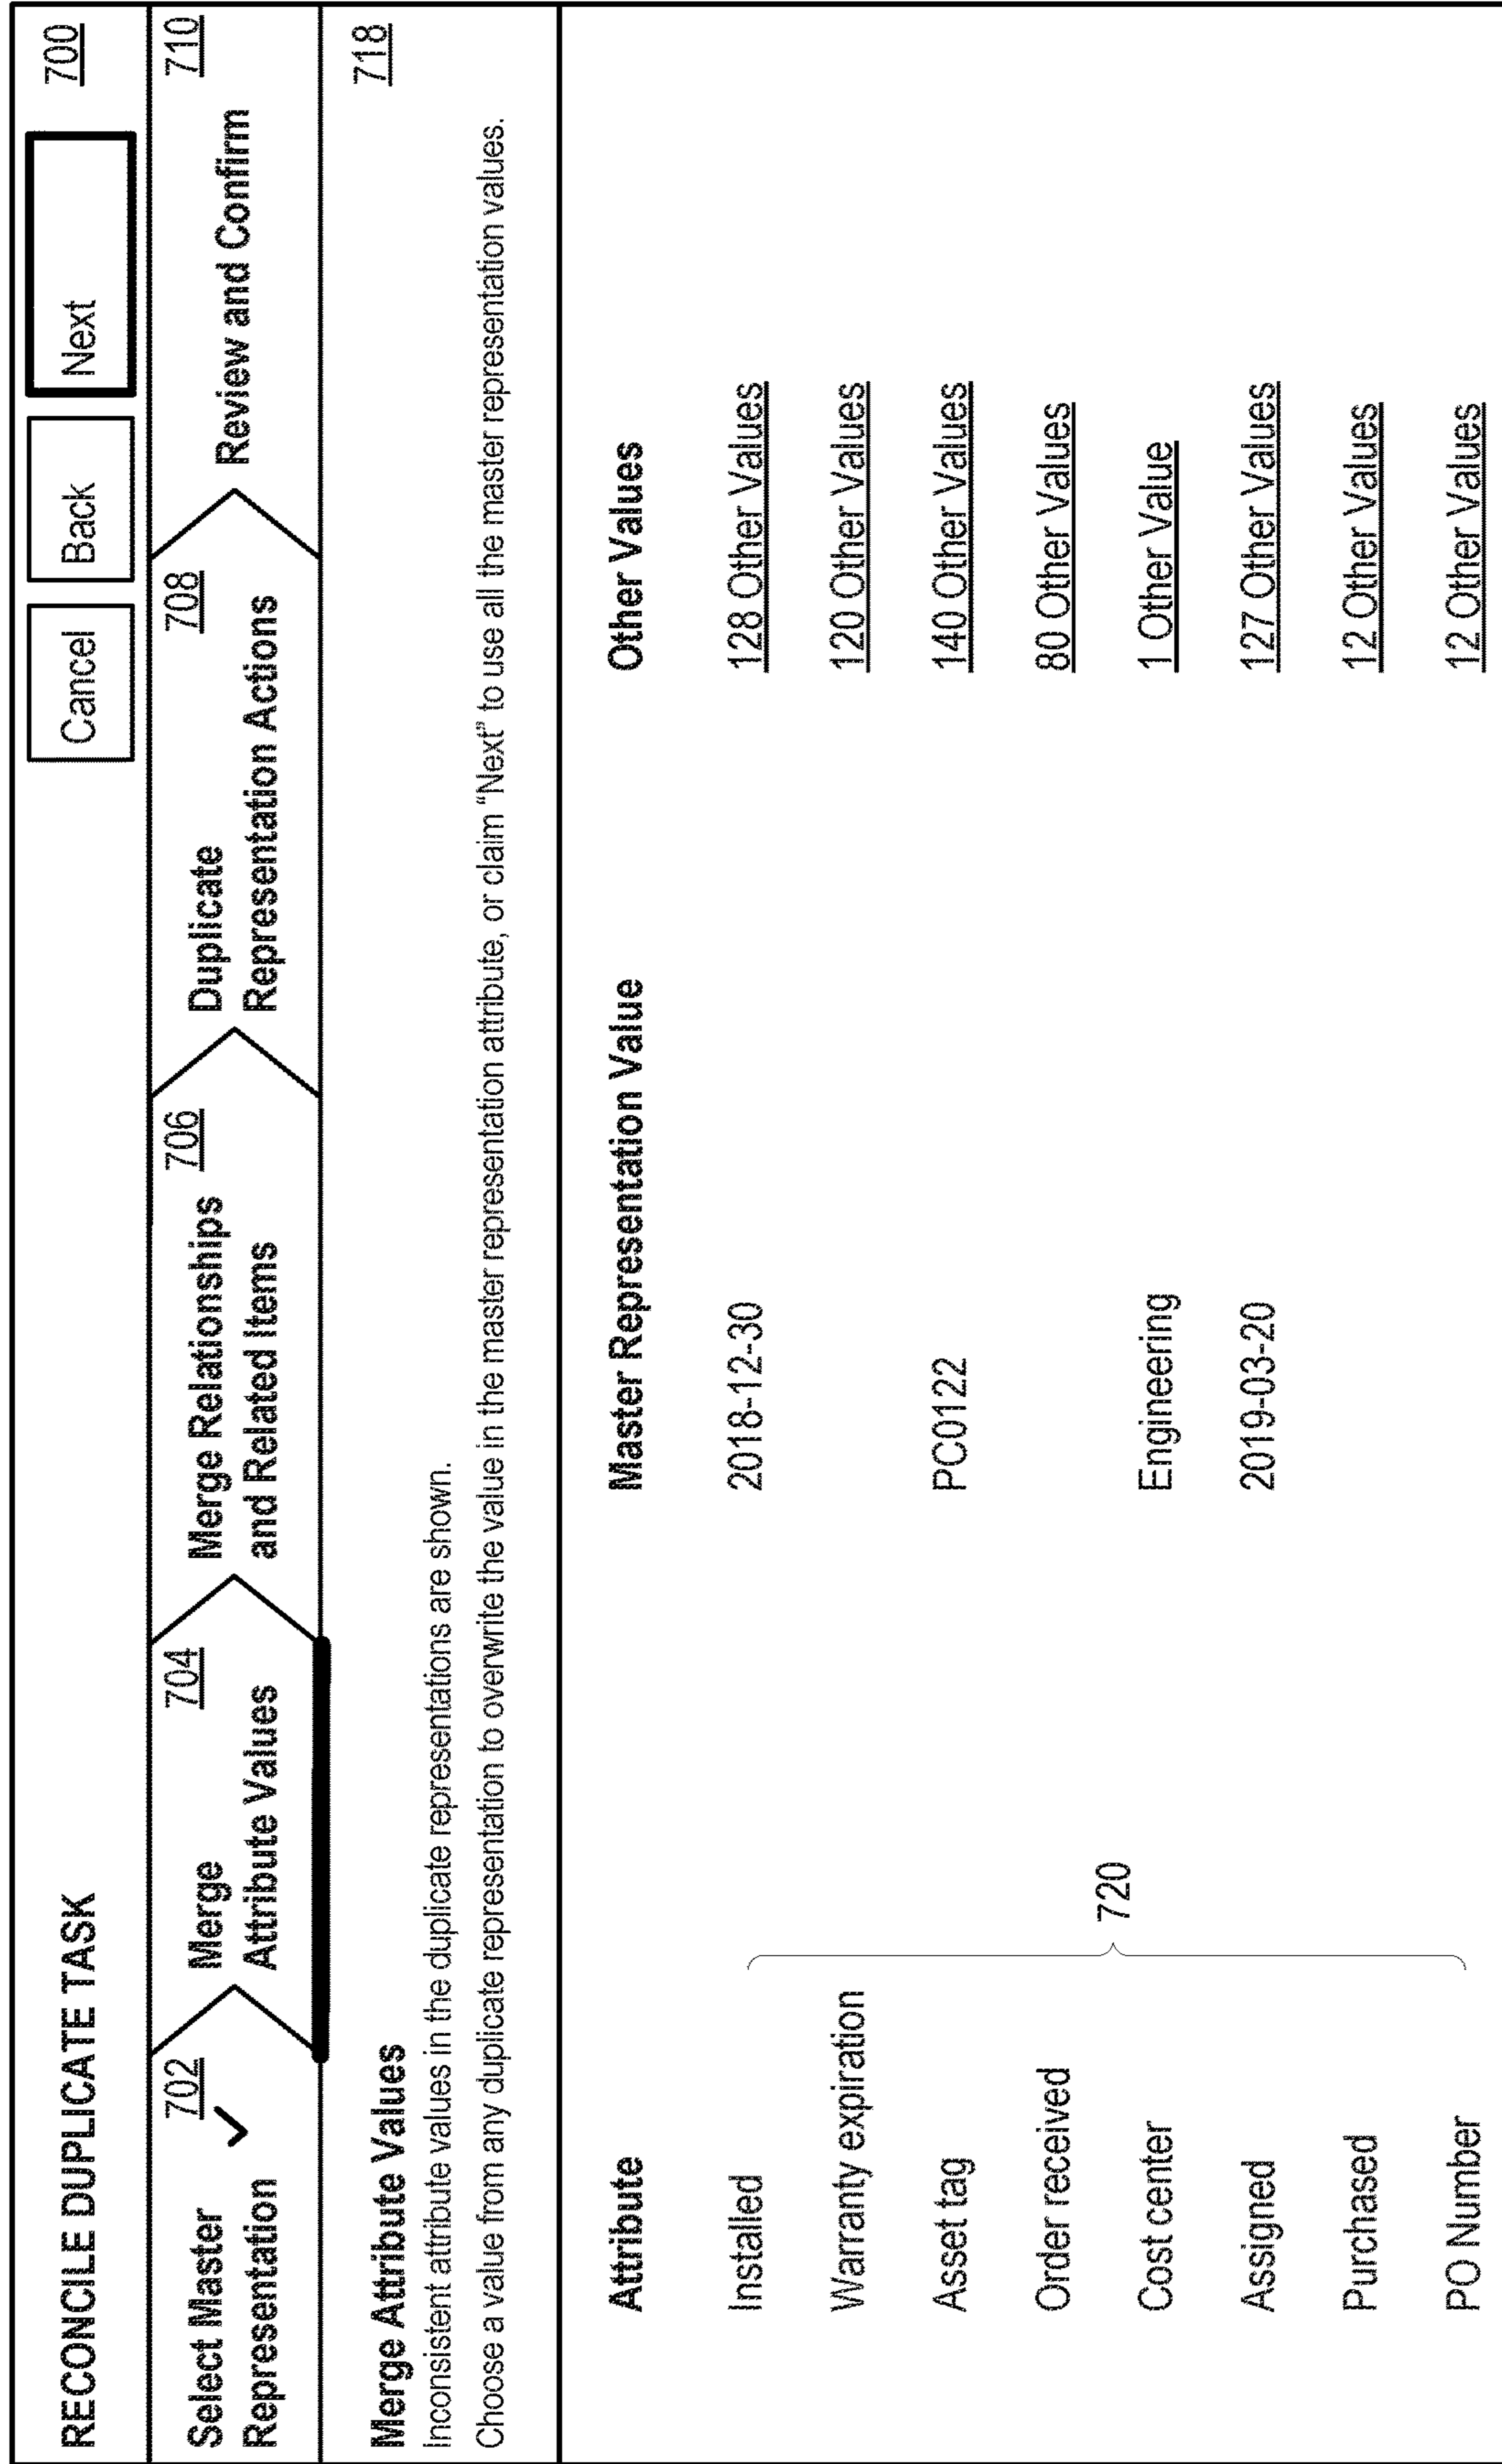 RECONCILE DUPLICATE TASK Cancel Back Next 700
702 704 706 708 710
Select Master Merge Merge Relationships Duplicate Review and Confirm
Representation Attribute Values and Related Items Representation Actions
718
Merge Attribute Values
Inconsistent attribute values in the duplicate representations are shown.
Choose a value from any duplicate representation to overwrite the value in the master representation attribute, or claim “Next” to use all the master representation values.
Attribute Master Representation Value Other Values
Installed 2018-12-30 128 Other Values
Warranty expiration 120 Other Values
Asset tag PC0122 140 Other Values
Order received 80 Other Values
720
Cost center Engineering 1 Other Value
Assigned 2019-03-20 127 Other Values
Purchased 12 Other Values
PO Number 12 Other Values